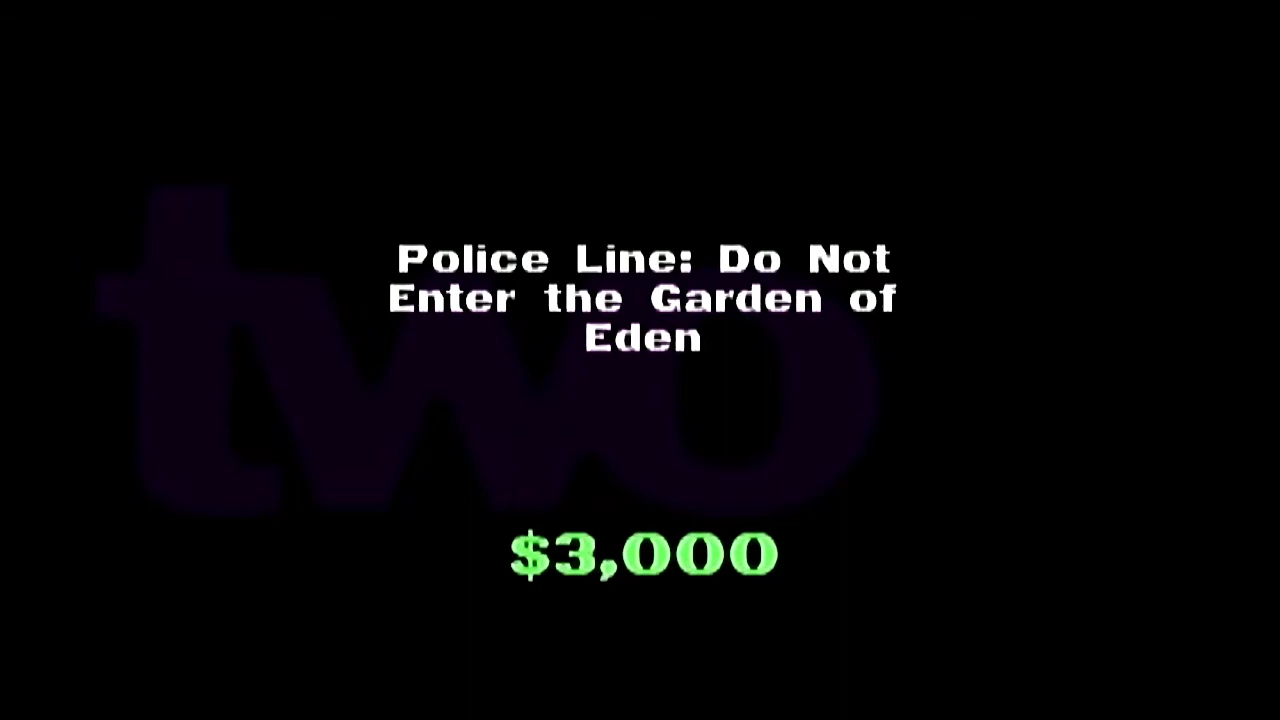 Police Line: Do Not
Enter the Garden of
Eden
two
$3,000